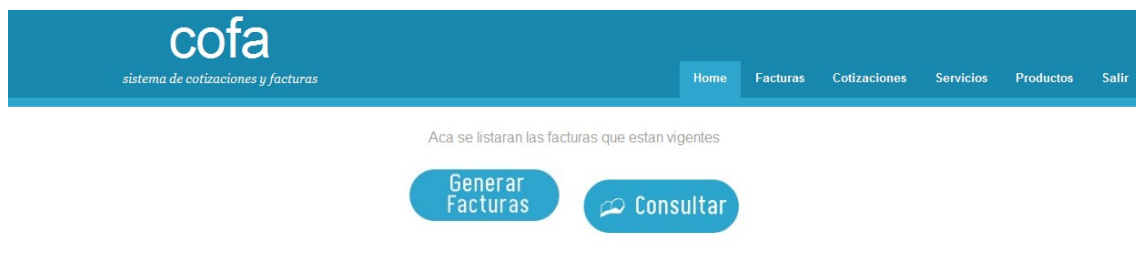 cofa
sistema de cotizaciones y facturas
Home Facturas Cotizaciones Servicios Productos Salir
Aca se listaran las facturas que estan vigentes
Generar
Facturas
Consultar